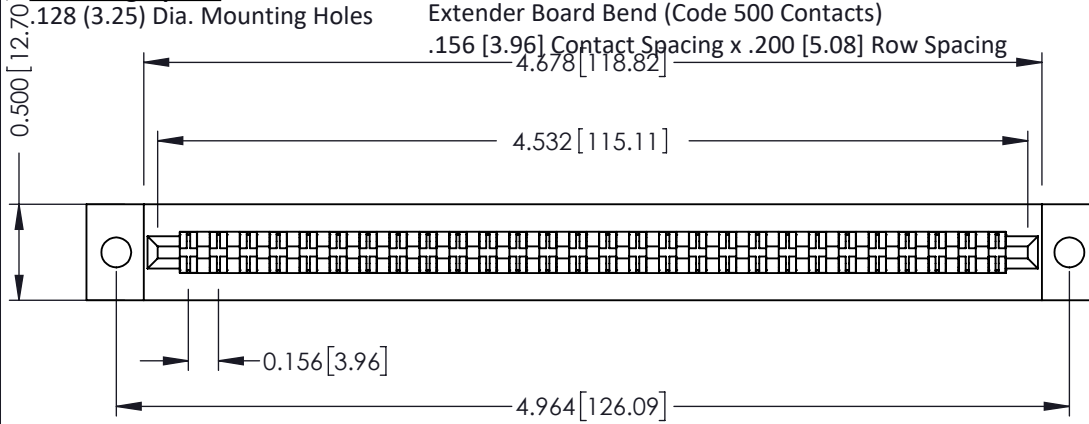 .128 (3.25) Dia. Mounting Holes
Extender Board Bend (Code 500 Contacts)
.156 [3.96] Contact Spacing x .200 [5.08] Row Spacing
0.500 [12.70
4.678[118.82]
4.532[115.11]
0.156[3.96]
4.964[126.09]